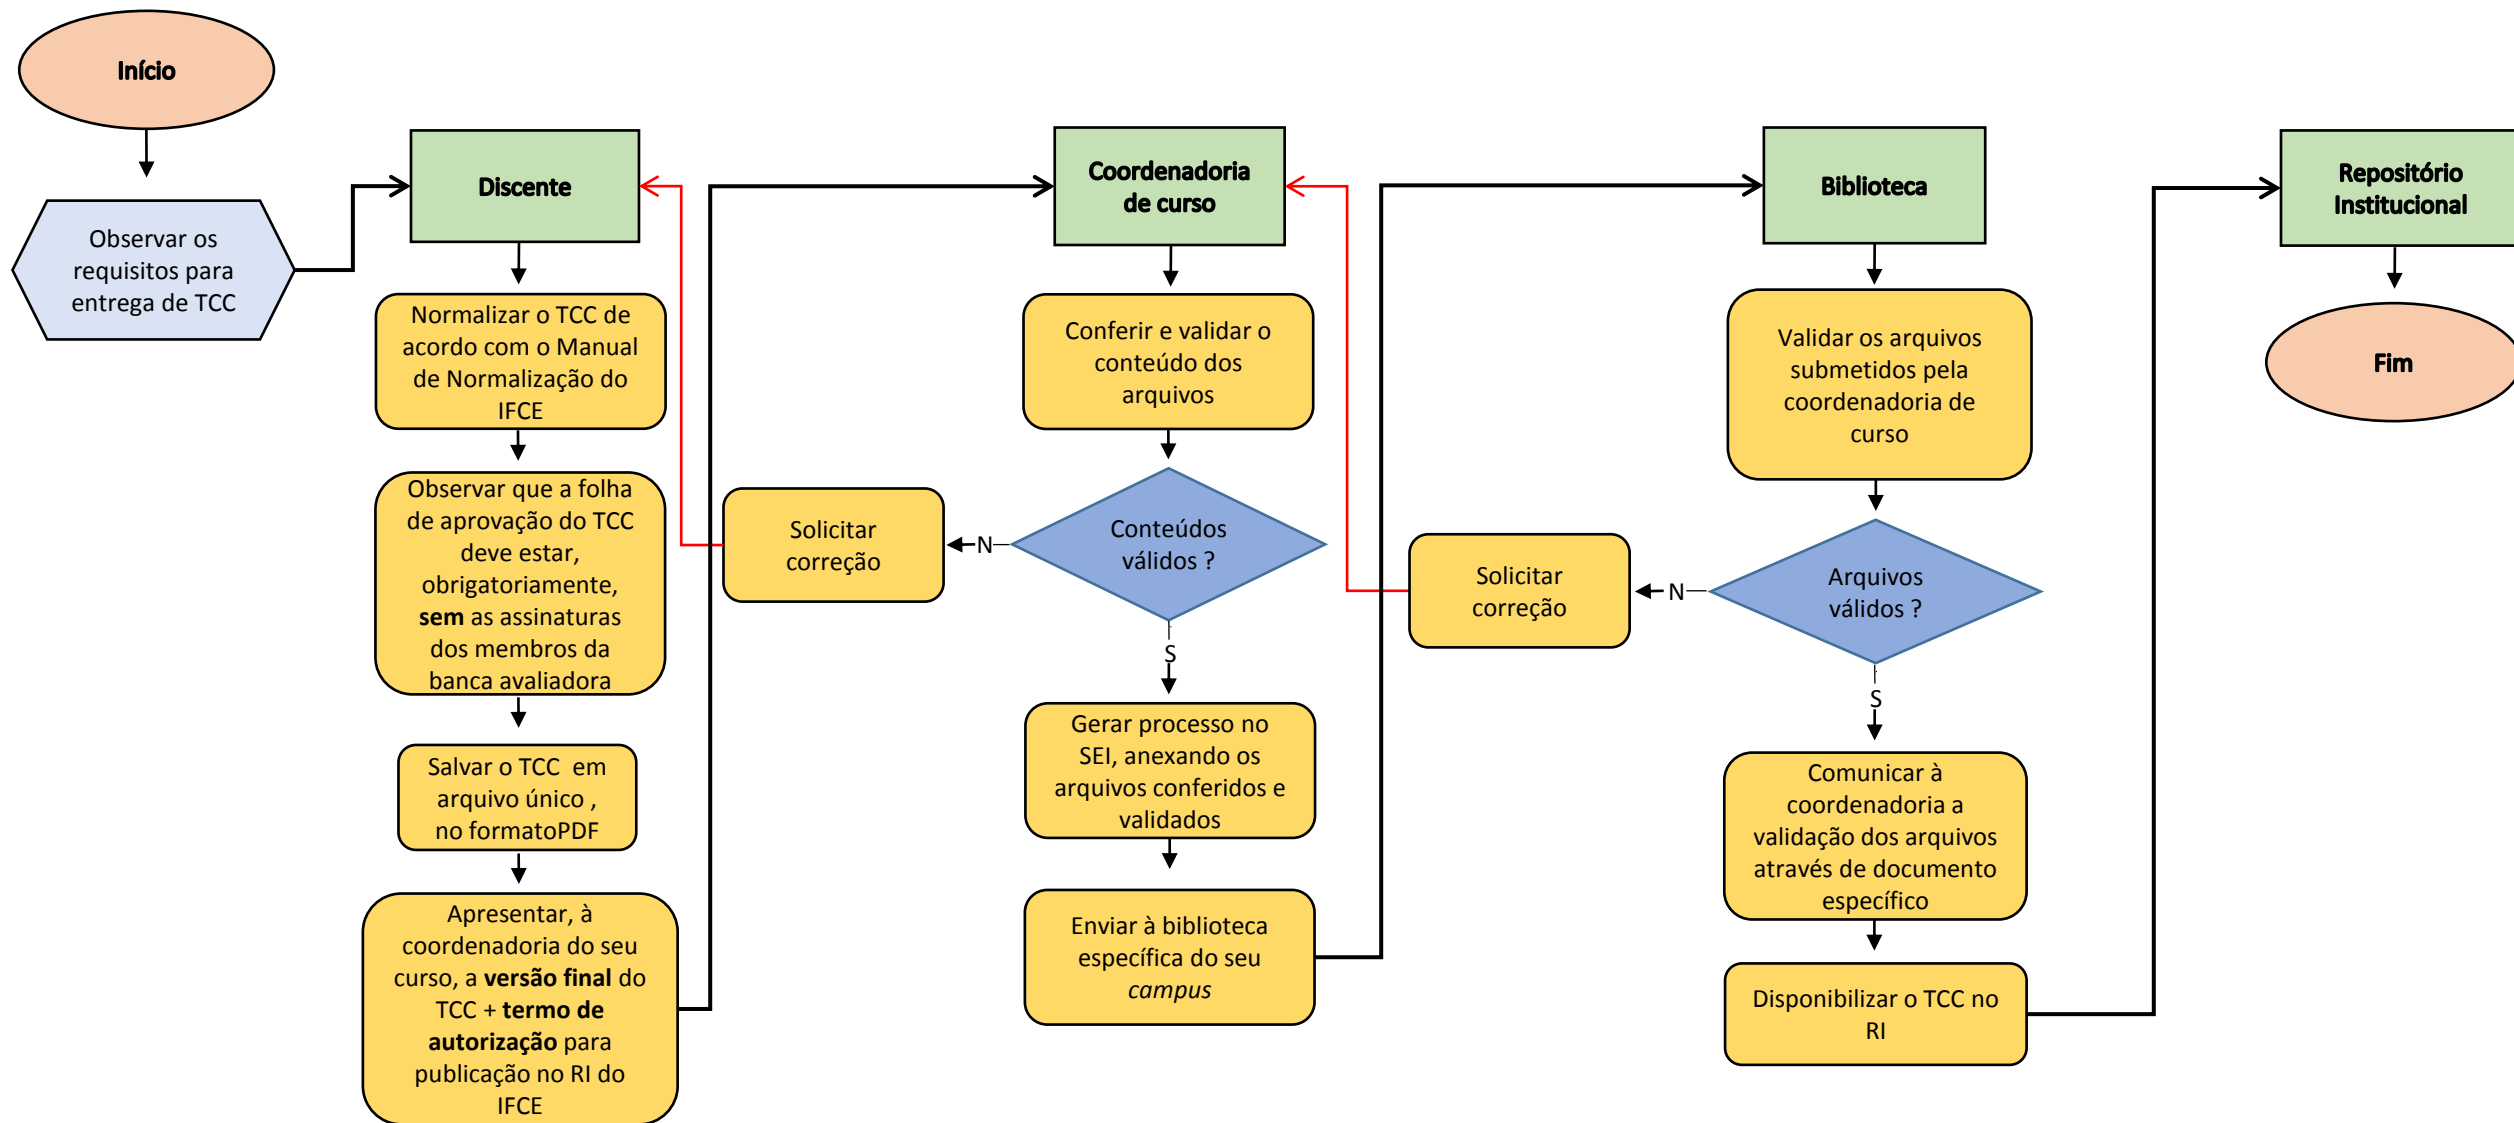 Início
Observar os
requisitos para
entrega de TCC
Discente
Normalizar o TCC de
acordo com o Manual
de Normalização do
IFCE
Observar que a folha
de aprovação do TCC
deve estar,
obrigatoriamente,
sem as assinaturas
dos membros da
banca avaliadora
Salvar o TCC em
arquivo único ,
no formatoPDF
Apresentar, à
coordenadoria do seu
curso, a versão final do
TCC + termo de
autorização para
publicação no RI do
IFCE
Coordenadoria
de curso
Conferir e validar o
conteúdo dos
arquivos
Conteúdos
válidos ?
N
Solicitar
correção
S
Gerar processo no
SEI, anexando os
arquivos conferidos e
validados
Enviar à biblioteca
específica do seu
campus
Biblioteca
Validar os arquivos
submetidos pela
coordenadoria de
curso
Arquivos
válidos ?
N
Solicitar
correção
S
Comunicar à
coordenadoria a
validação dos arquivos
através de documento
específico
Disponibilizar o TCC no
RI
Repositório
Institucional
Fim